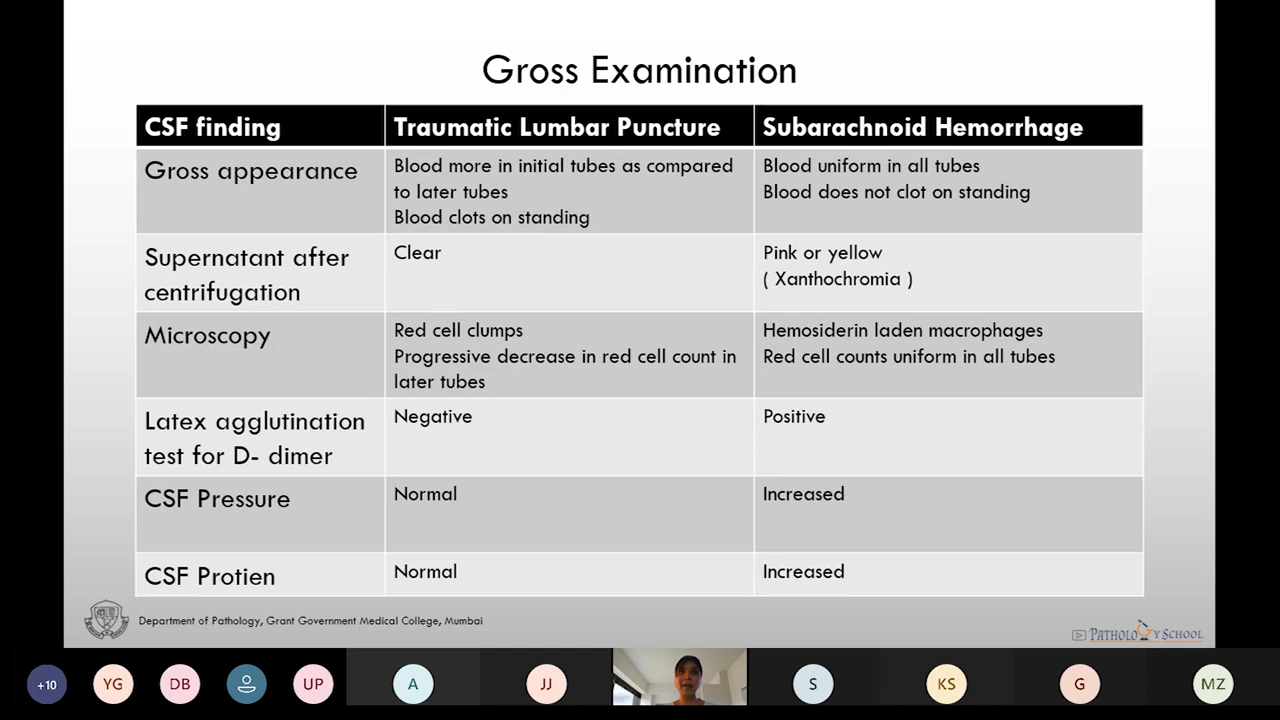 Gross Examination
CSF finding
Traumatic Lumbar Puncture
Subarachnoid Hemorrhage
Gross appearance
Blood more in initial tubes as compared
to later tubes
Blood clots on standing
Blood uniform in all tubes
Blood does not clot on standing
Supernatant after
centrifugation
Clear
Pink or yellow
( Xanthochromia )
Microscopy
Red cell clumps
Progressive decrease in red cell count in
later tubes
Hemosiderin laden macrophages
Red cell counts uniform in all tubes
Latex agglutination
test for D- dimer
Negative
Positive
CSF Pressure
Normal
Increased
CSF Protien
Normal
Increased
Department of Pathology, Grant Government Medical College, Mumbai
PATHOLOGY SCHOOL
+10
YG
DB
UP
A
JJ
S
KS
G
MZ